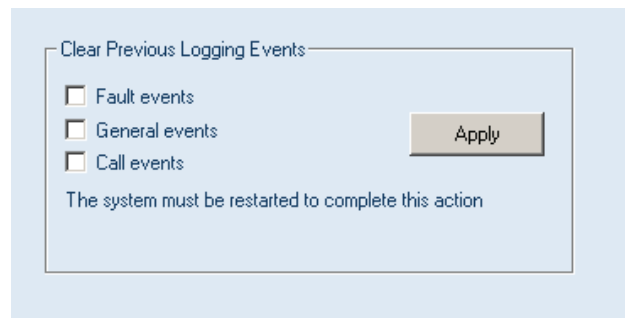 Clear Previous Logging Events
Fault events
General events
Apply
Call events
The system must be restarted to complete this action